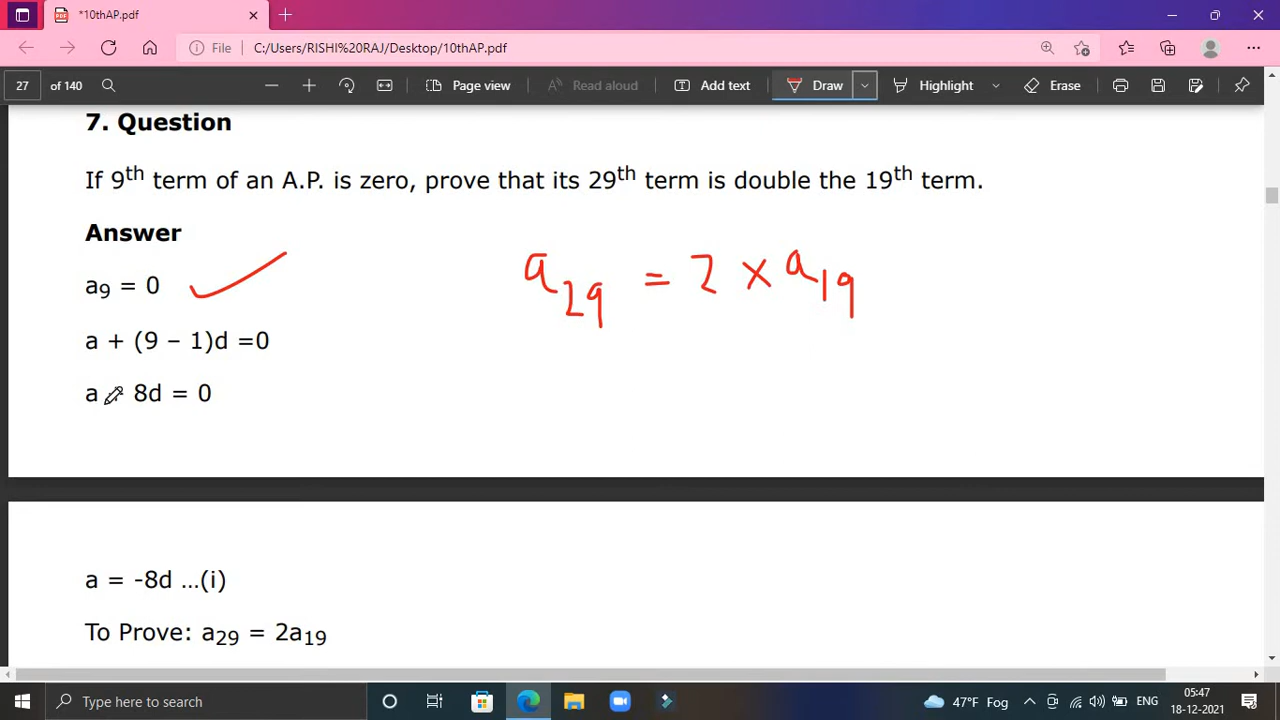 *10thAP.pdf
File C:/Users/RISHI%20RAJ/Desktop/10thAP.pdf
27 of 140 Page view Read aloud Add text Draw Highlight Erase
7. Question
If 9th term of an A.P. is zero, prove that its 29th term is double the 19th term.
Answer
a29 = 2 × a19
a9 = 0
a + (9 – 1)d =0
a 8d = 0
a = -8d ...(i)
To Prove: a29 = 2a19
Type here to search
47°F Fog
ENG
05:47
18-12-2021